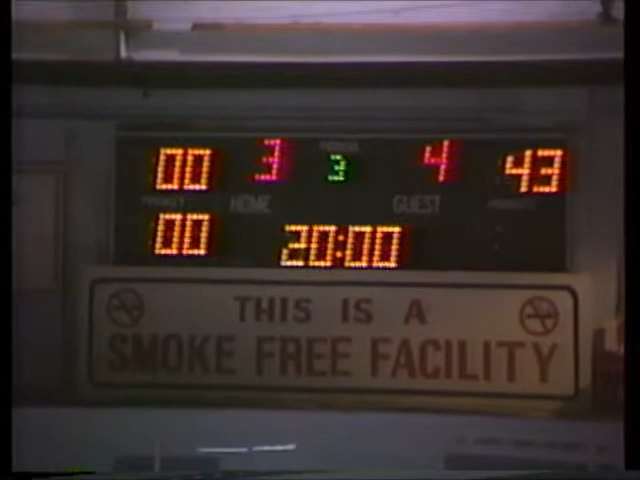 00 3 3 4 43
HOME GUEST
00 20:00
THIS IS A
SMOKE FREE FACILITY